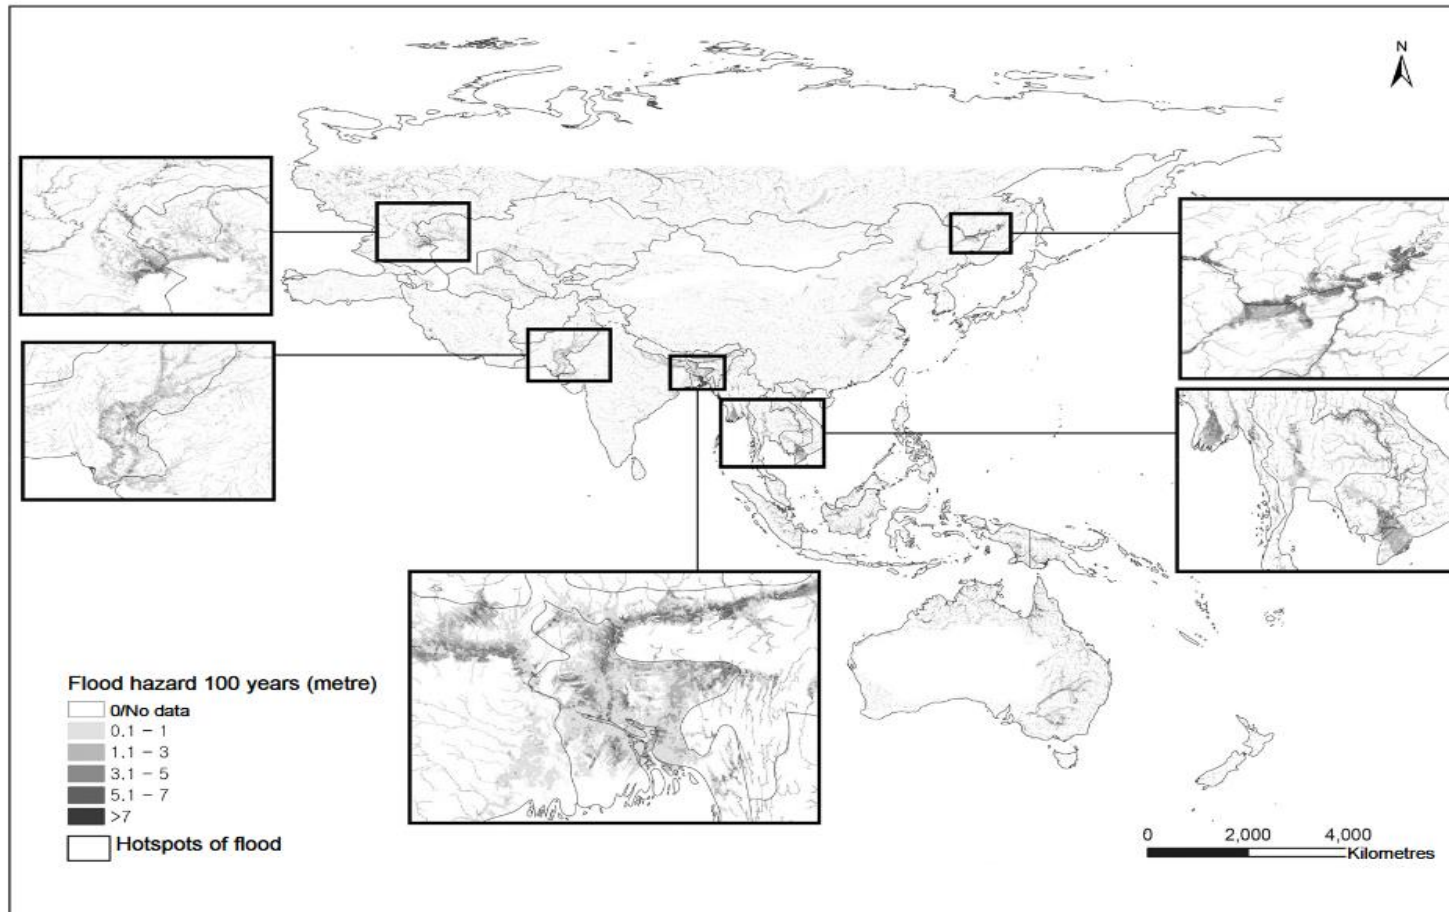 N
Flood hazard 100 years (metre)
0/No data
0.1 – 1
1.1 – 3
3.1 – 5
5.1 – 7
>7
Hotspots of flood
0 2,000 4,000
Kilometres